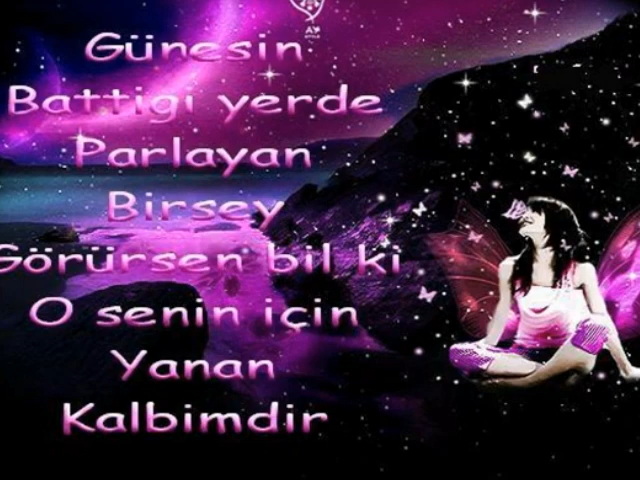 Günesin
Battigi yerde
Parlayan
Birsey
Görürsen bil ki
O senin için
Yanan
Kalbimdir